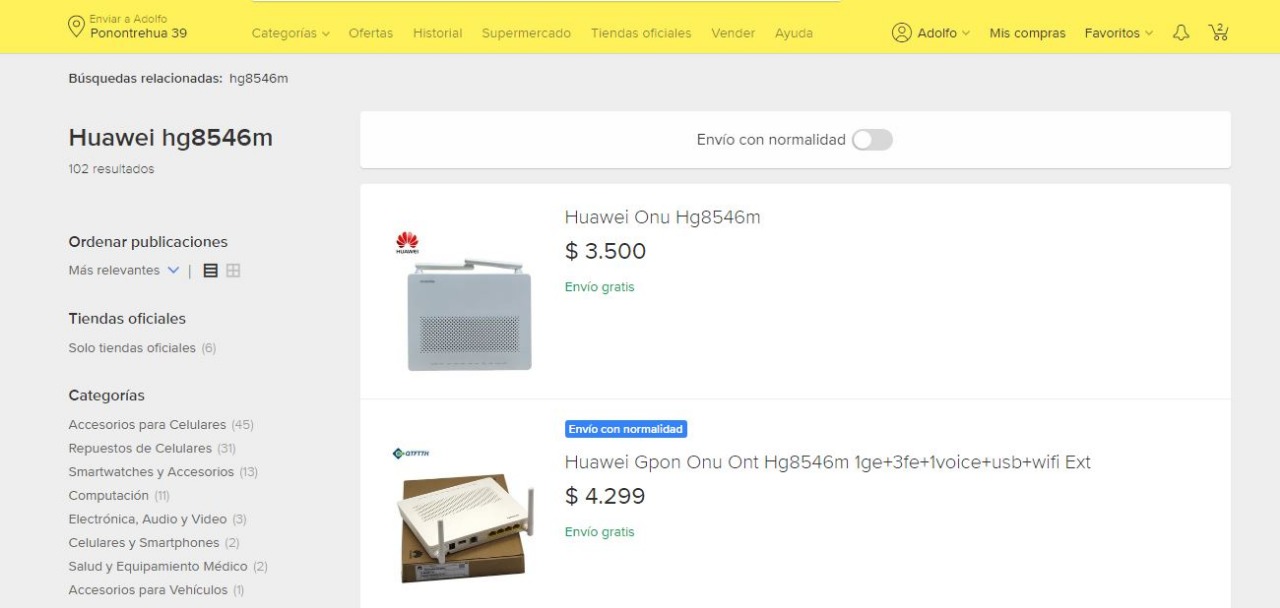 Enviar a Adolfo
Ponontrehua 39
Categorías Ofertas Historial Supermercado Tiendas oficiales Vender Ayuda
Adolfo Mis compras Favoritos 2
Búsquedas relacionadas: hg8546m
Huawei hg8546m
102 resultados
Envío con normalidad
Ordenar publicaciones
Más relevantes
Tiendas oficiales
Solo tiendas oficiales (6)
Categorías
Accesorios para Celulares (45)
Repuestos de Celulares (31)
Smartwatches y Accesorios (13)
Computación (11)
Electrónica, Audio y Video (3)
Celulares y Smartphones (2)
Salud y Equipamiento Médico (2)
Accesorios para Vehículos (1)
HUAWEI
Huawei Onu Hg8546m
$ 3.500
Envío gratis
QTFTTH
Envío con normalidad
Huawei Gpon Onu Ont Hg8546m 1ge+3fe+1voice+usb+wifi Ext
$ 4.299
Envío gratis